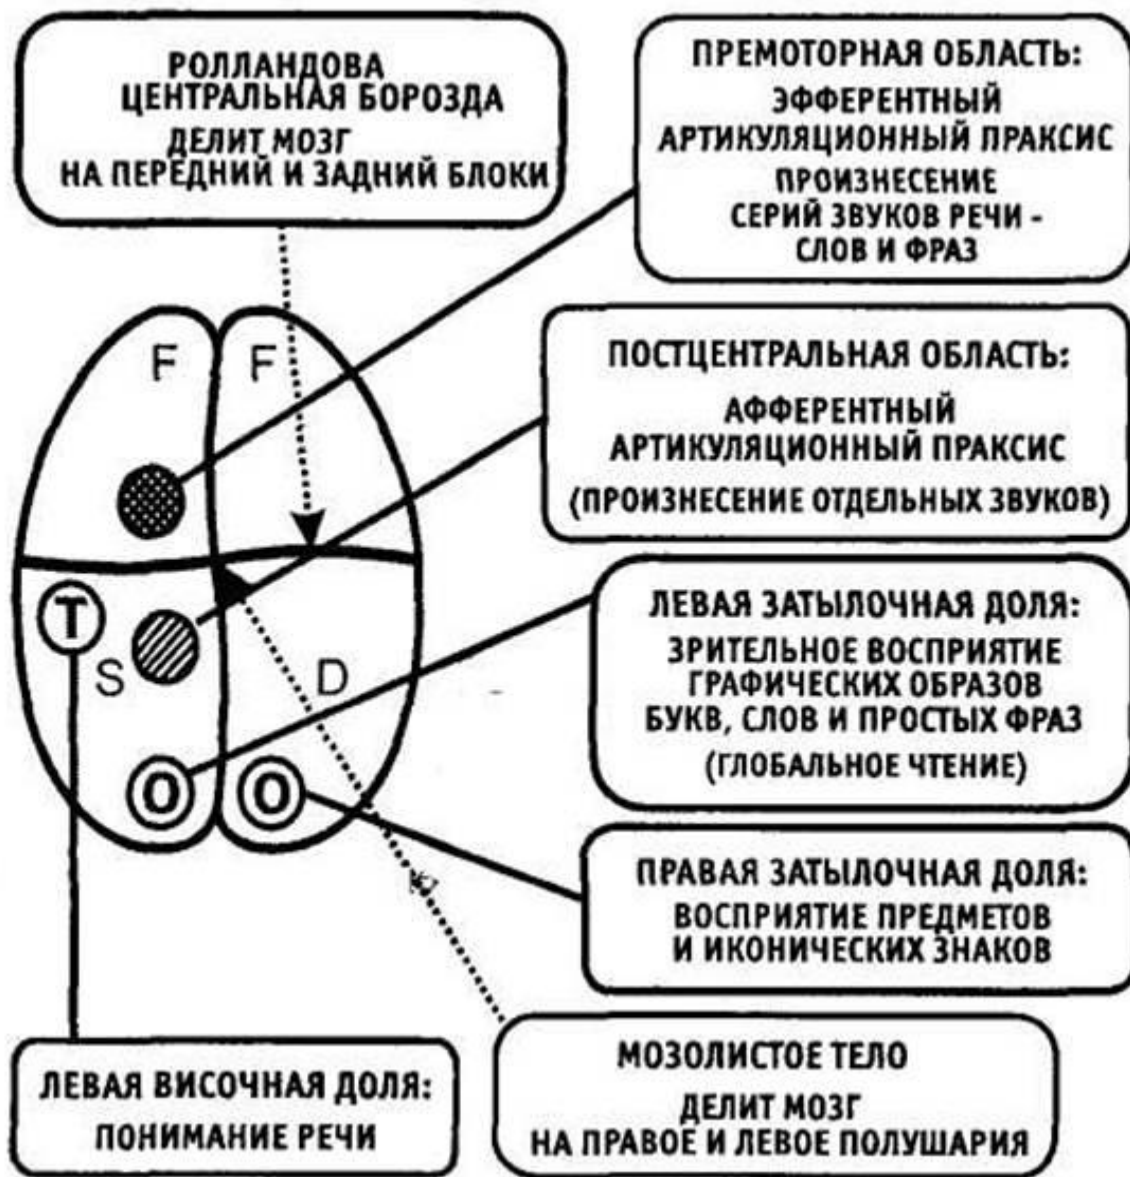 РОЛЛАНДОВА
ЦЕНТРАЛЬНАЯ БОРОЗДА
ДЕЛИТ МОЗГ
НА ПЕРЕДНИЙ И ЗАДНИЙ БЛОКИ
ПРЕМОТОРНАЯ ОБЛАСТЬ:
ЭФФЕРЕНТНЫЙ
АРТИКУЛЯЦИОННЫЙ ПРАКСИС
ПРОИЗНЕСЕНИЕ
СЕРИЙ ЗВУКОВ РЕЧИ -
СЛОВ И ФРАЗ
F F
ПОСТЦЕНТРАЛЬНАЯ ОБЛАСТЬ:
АФФЕРЕНТНЫЙ
АРТИКУЛЯЦИОННЫЙ ПРАКСИС
(ПРОИЗНЕСЕНИЕ ОТДЕЛЬНЫХ ЗВУКОВ)
T
S D
O O
ЛЕВАЯ ЗАТЫЛОЧНАЯ ДОЛЯ:
ЗРИТЕЛЬНОЕ ВОСПРИЯТИЕ
ГРАФИЧЕСКИХ ОБРАЗОВ
БУКВ, СЛОВ И ПРОСТЫХ ФРАЗ
(ГЛОБАЛЬНОЕ ЧТЕНИЕ)
ПРАВАЯ ЗАТЫЛОЧНАЯ ДОЛЯ:
ВОСПРИЯТИЕ ПРЕДМЕТОВ
И ИКОНИЧЕСКИХ ЗНАКОВ
ЛЕВАЯ ВИСОЧНАЯ ДОЛЯ:
ПОНИМАНИЕ РЕЧИ
МОЗОЛИСТОЕ ТЕЛО
ДЕЛИТ МОЗГ
НА ПРАВОЕ И ЛЕВОЕ ПОЛУШАРИЯ